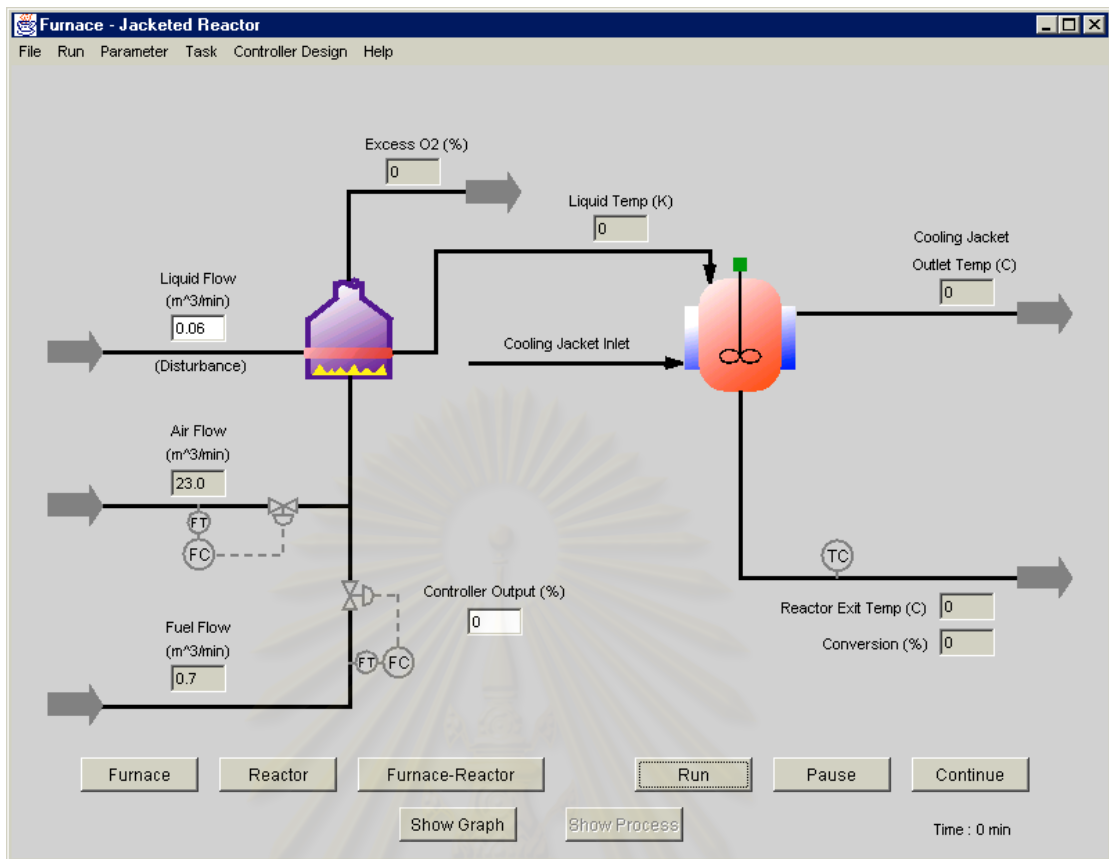 Furnace - Jacketed Reactor
File Run Parameter Task Controller Design Help
Excess O2 (%)
0
Liquid Temp (K)
0
Cooling Jacket
Outlet Temp (C)
0
Liquid Flow
(m^3/min)
0.06
(Disturbance)
Cooling Jacket Inlet
Air Flow
(m^3/min)
23.0
FT
FC
TC
Controller Output (%)
0
Reactor Exit Temp (C) 0
Conversion (%) 0
Fuel Flow
(m^3/min)
0.7
FT FC
Furnace Reactor Furnace-Reactor Run Pause Continue
Show Graph Show Process Time : 0 min